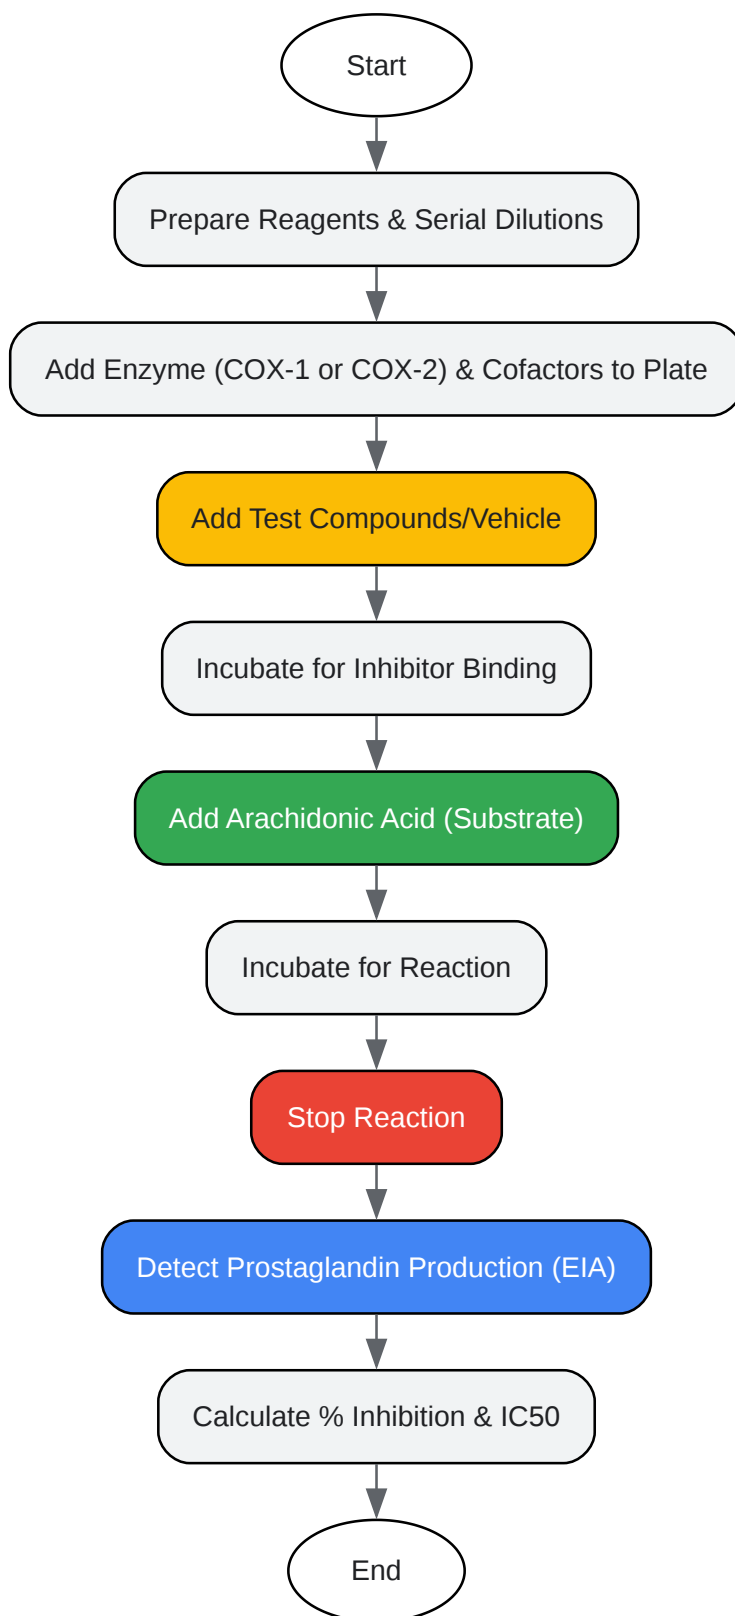 Start
Prepare Reagents & Serial Dilutions
Add Enzyme (COX-1 or COX-2) & Cofactors to Plate
Add Test Compounds/Vehicle
Incubate for Inhibitor Binding
Add Arachidonic Acid (Substrate)
Incubate for Reaction
Stop Reaction
Detect Prostaglandin Production (EIA)
Calculate % Inhibition & IC50
End